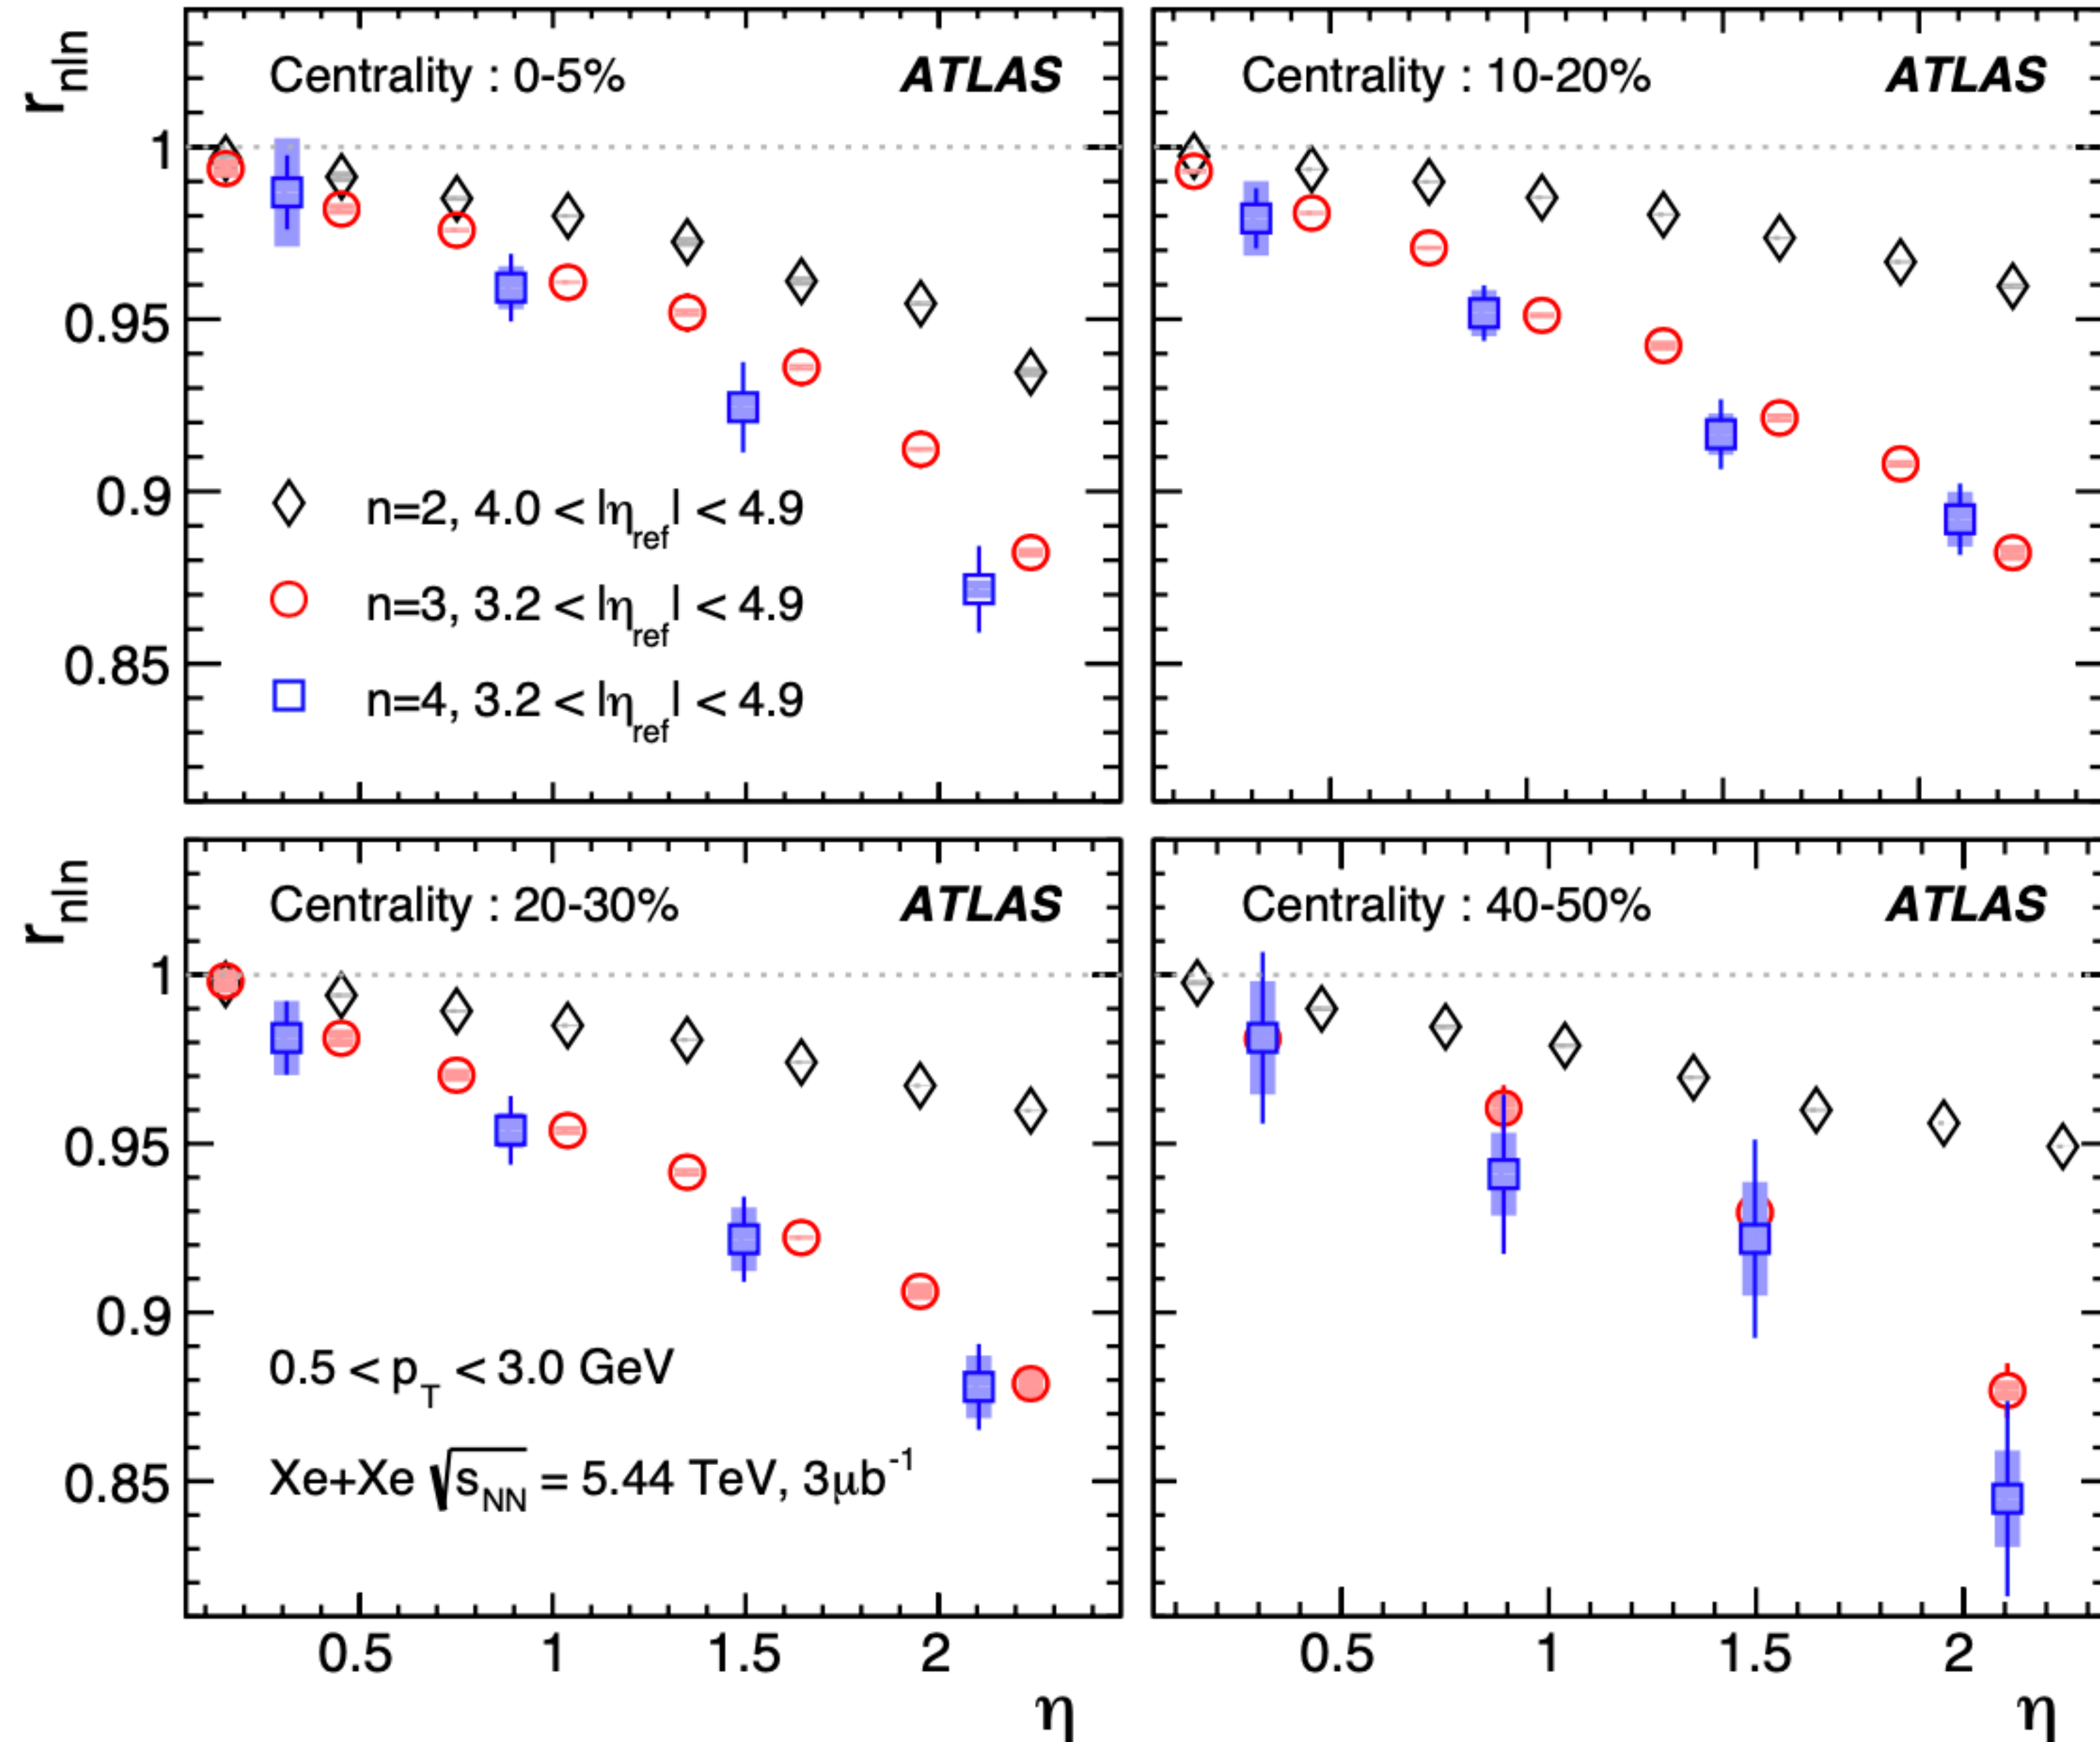 r_n|n
Centrality : 0-5% ATLAS
Centrality : 10-20% ATLAS
1
0.95
0.9
0.85
n=2, 4.0 < |η_ref| < 4.9
n=3, 3.2 < |η_ref| < 4.9
n=4, 3.2 < |η_ref| < 4.9
r_n|n
Centrality : 20-30% ATLAS
Centrality : 40-50% ATLAS
1
0.95
0.9
0.85
0.5 < p_T < 3.0 GeV
Xe+Xe √s_NN = 5.44 TeV, 3μb⁻¹
0.5 1 1.5 2
η
0.5 1 1.5 2
η